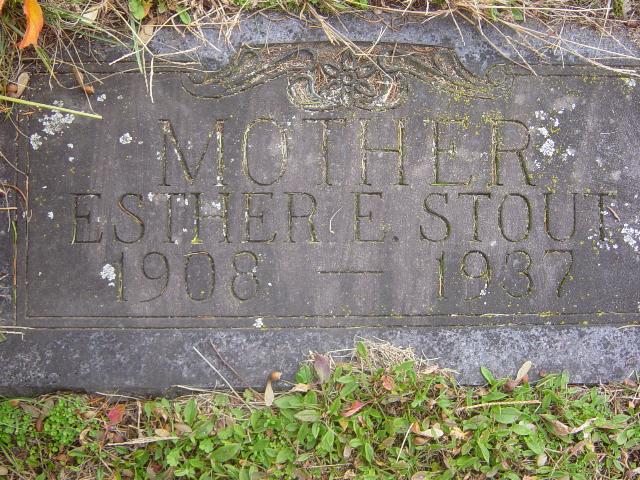 MOTHER
ESTHER E. STOUT
1908 — 1937